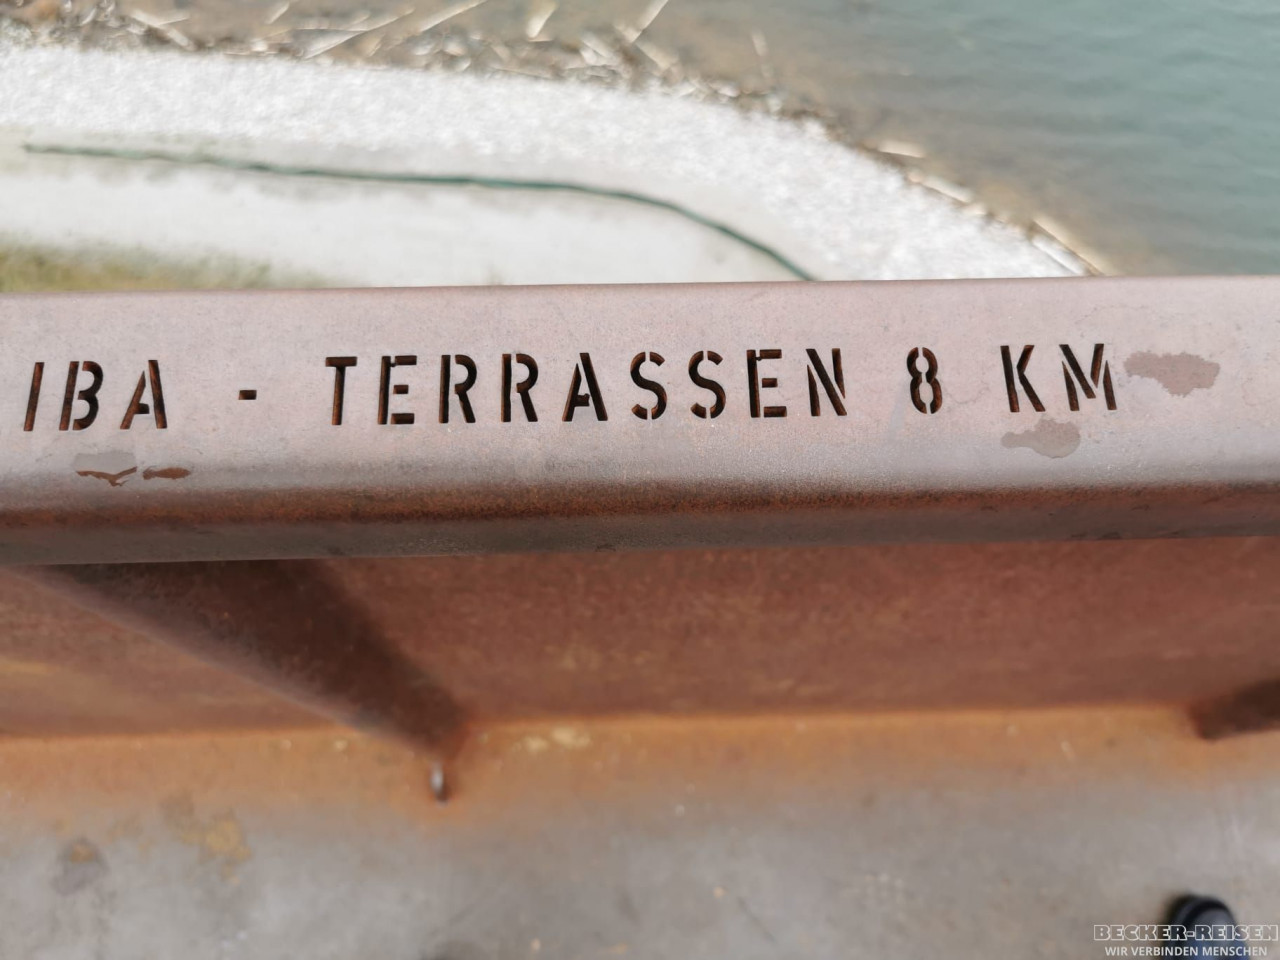 IBA - TERRASSEN 8 KM
BECKER-REISEN
WIR VERBINDEN MENSCHEN